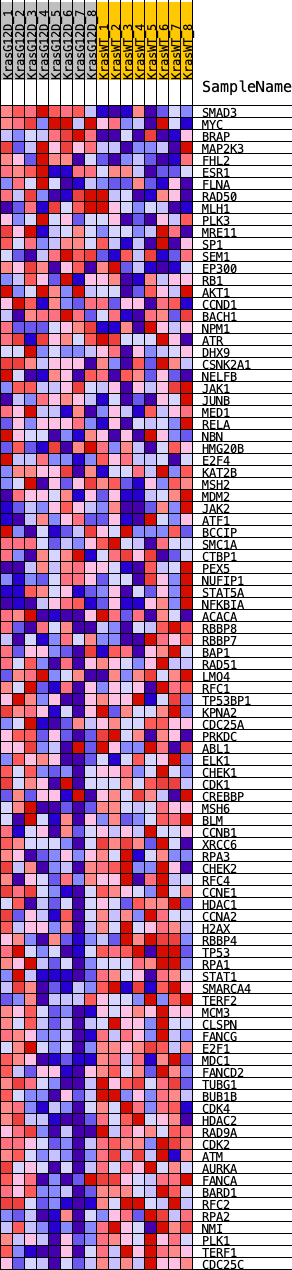 KrasG12D_1
KrasG12D_2
KrasG12D_3
KrasG12D_4
KrasG12D_5
KrasG12D_6
KrasG12D_7
KrasG12D_8
KrasWT_1
KrasWT_2
KrasWT_3
KrasWT_4
KrasWT_5
KrasWT_6
KrasWT_7
KrasWT_8
SampleName
SMAD3
MYC
BRAP
MAP2K3
FHL2
ESR1
FLNA
RAD50
MLH1
PLK3
MRE11
SP1
SEM1
EP300
RB1
AKT1
CCND1
BACH1
NPM1
ATR
DHX9
CSNK2A1
NELFB
JAK1
JUNB
MED1
RELA
NBN
HMG20B
E2F4
KAT2B
MSH2
MDM2
JAK2
ATF1
BCCIP
SMC1A
CTBP1
PEX5
NUFIP1
STAT5A
NFKBIA
ACACA
RBBP8
RBBP7
BAP1
RAD51
LMO4
RFC1
TP53BP1
KPNA2
CDC25A
PRKDC
ABL1
ELK1
CHEK1
CDK1
CREBBP
MSH6
BLM
CCNB1
XRCC6
RPA3
CHEK2
RFC4
CCNE1
HDAC1
CCNA2
H2AX
RBBP4
TP53
RPA1
STAT1
SMARCA4
TERF2
MCM3
CLSPN
FANCG
E2F1
MDC1
FANCD2
TUBG1
BUB1B
CDK4
HDAC2
RAD9A
CDK2
ATM
AURKA
FANCA
BARD1
RFC2
RPA2
NMI
PLK1
TERF1
CDC25C